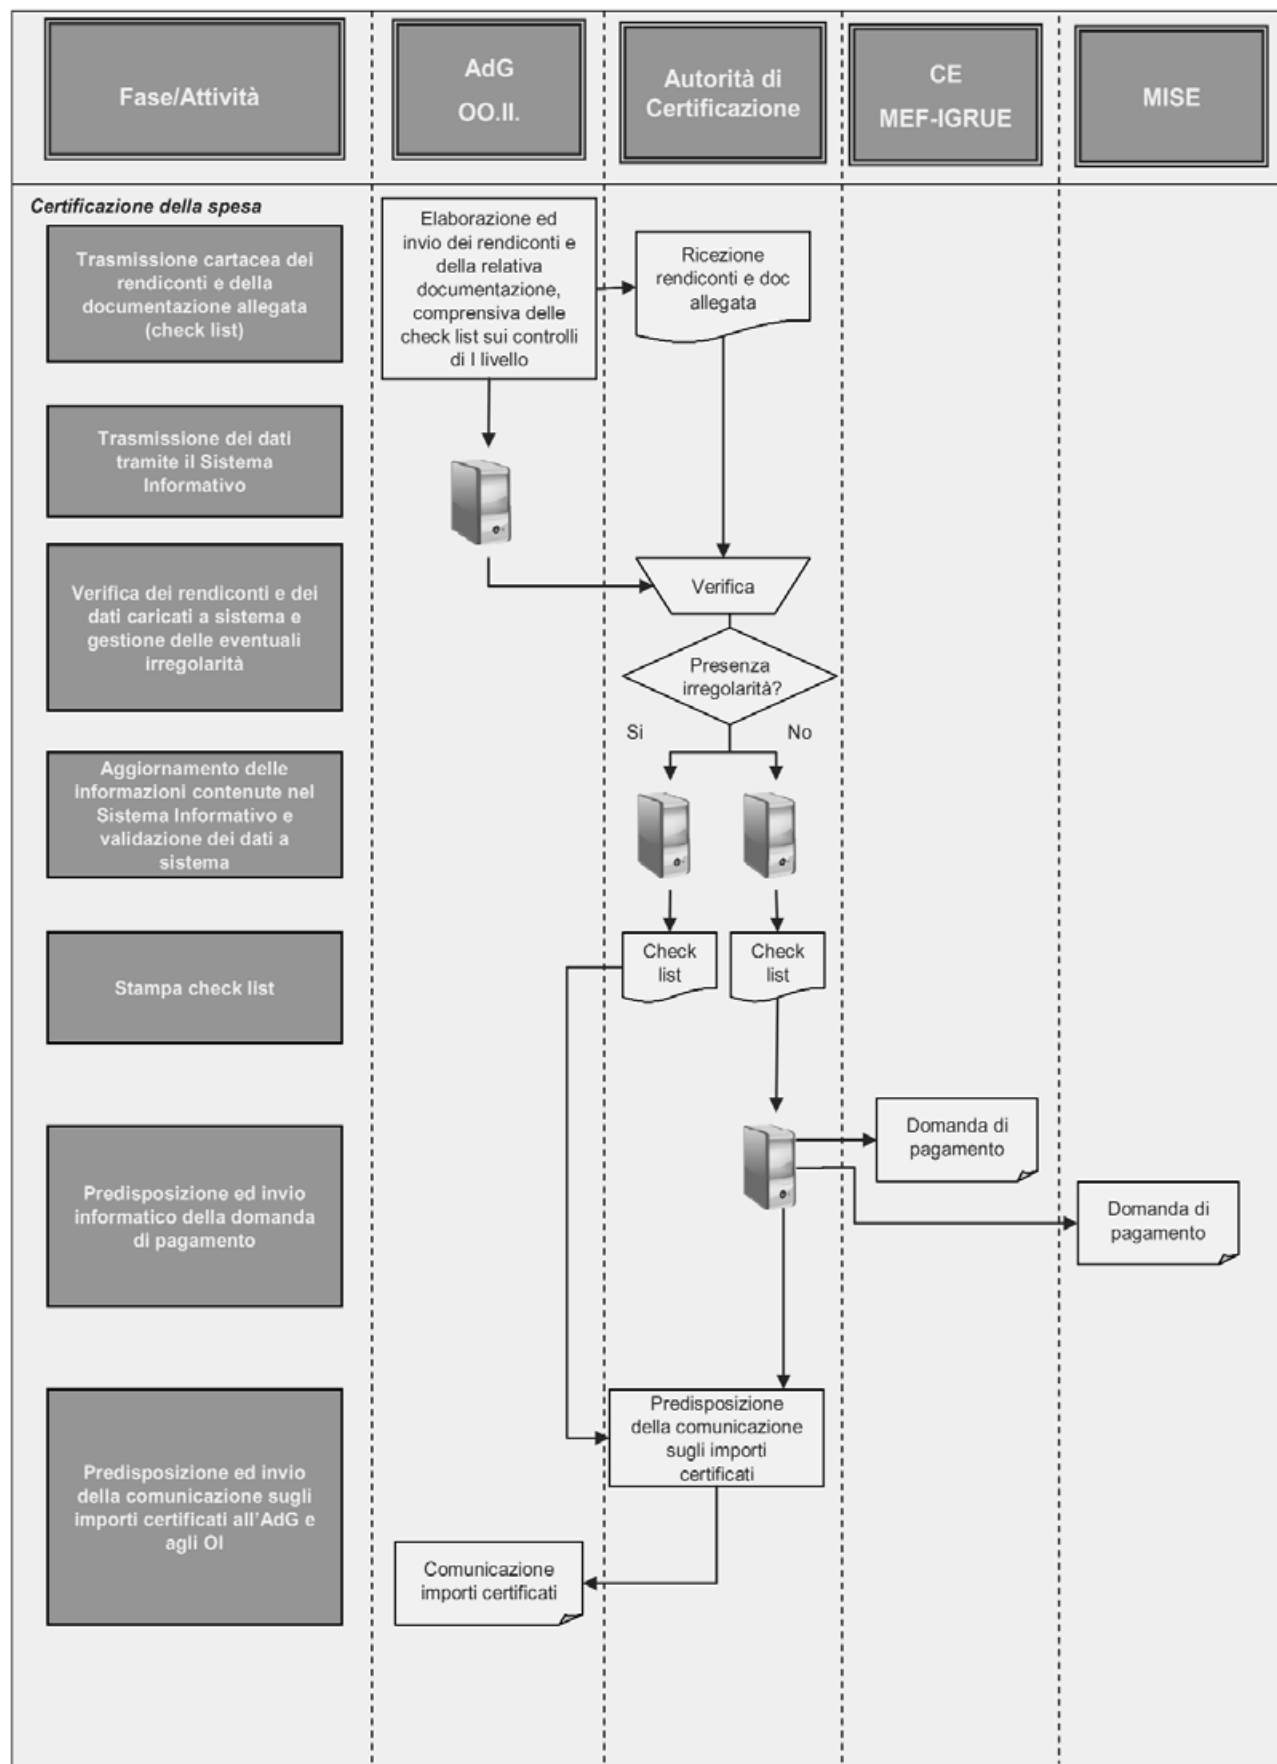 Fase/Attività
AdG
OO.II.
Autorità di
Certificazione
CE
MEF-IGRUE
MISE
Certificazione della spesa
Trasmissione cartacea dei
rendiconti e della
documentazione allegata
(check list)
Elaborazione ed
invio dei rendiconti e
della relativa
documentazione,
comprensiva delle
check list sui controlli
di I livello
Ricezione
rendiconti e doc
allegata
Trasmissione dei dati
tramite il Sistema
Informativo
Verifica dei rendiconti e dei
dati caricati a sistema e
gestione delle eventuali
irregolarità
Verifica
Presenza
irregolarità?
Si
No
Aggiornamento delle
informazioni contenute nel
Sistema Informativo e
validazione dei dati a
sistema
Stampa check list
Check
list
Check
list
Predisposizione ed invio
informatico della domanda
di pagamento
Domanda di
pagamento
Domanda di
pagamento
Predisposizione ed invio
della comunicazione sugli
importi certificati all'AdG e
agli OI
Predisposizione
della comunicazione
sugli importi
certificati
Comunicazione
importi certificati